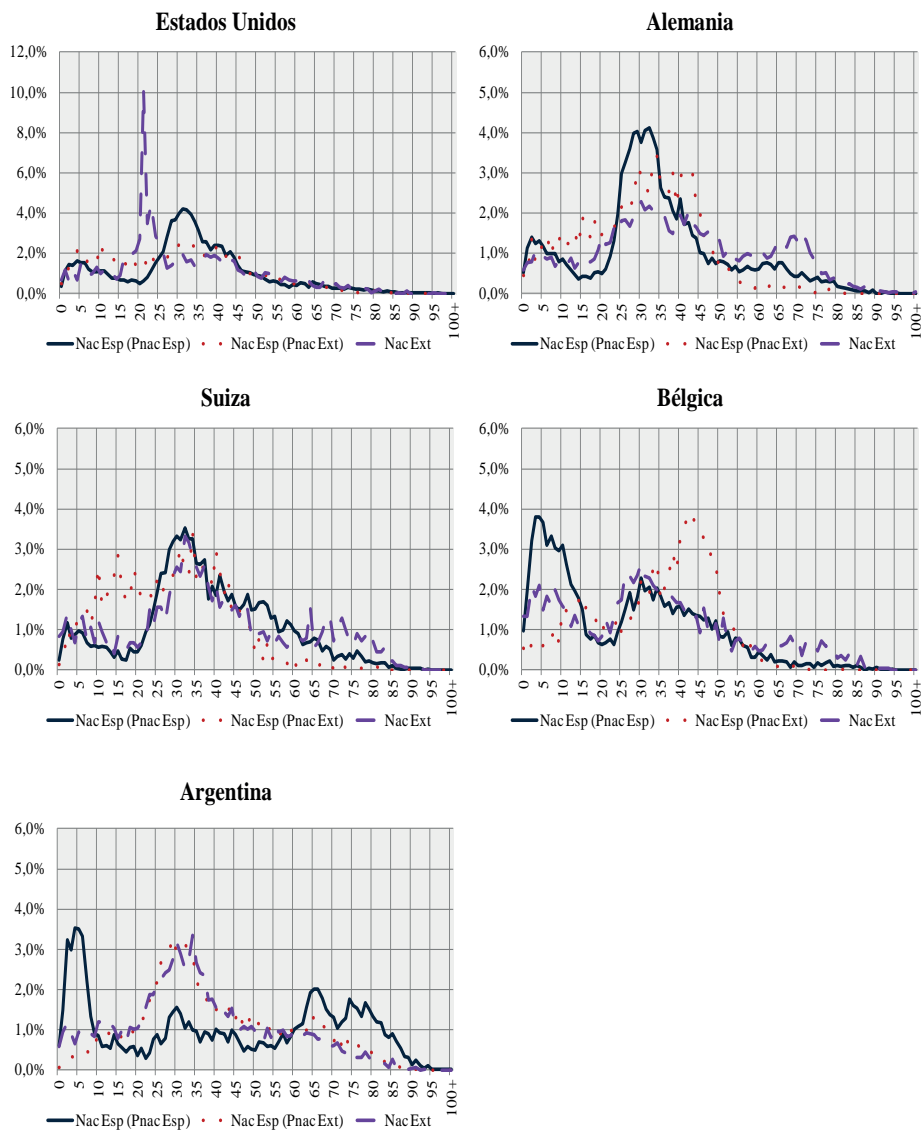 Estados Unidos
12,0%
10,0%
8,0%
6,0%
4,0%
2,0%
0,0%
0 5 10 15 20 25 30 35 40 45 50 55 60 65 70 75 80 85 90 95 100+
Nac Esp (Pnac Esp) Nac Esp (Pnac Ext) Nac Ext
Alemania
6,0%
5,0%
4,0%
3,0%
2,0%
1,0%
0,0%
0 5 10 15 20 25 30 35 40 45 50 55 60 65 70 75 80 85 90 95 100+
Nac Esp (Pnac Esp) Nac Esp (Pnac Ext) Nac Ext
Suiza
6,0%
5,0%
4,0%
3,0%
2,0%
1,0%
0,0%
0 5 10 15 20 25 30 35 40 45 50 55 60 65 70 75 80 85 90 95 100+
Nac Esp (Pnac Esp) Nac Esp (Pnac Ext) Nac Ext
Bélgica
6,0%
5,0%
4,0%
3,0%
2,0%
1,0%
0,0%
0 5 10 15 20 25 30 35 40 45 50 55 60 65 70 75 80 85 90 95 100+
Nac Esp (Pnac Esp) Nac Esp (Pnac Ext) Nac Ext
Argentina
6,0%
5,0%
4,0%
3,0%
2,0%
1,0%
0,0%
0 5 10 15 20 25 30 35 40 45 50 55 60 65 70 75 80 85 90 95 100+
Nac Esp (Pnac Esp) Nac Esp (Pnac Ext) Nac Ext